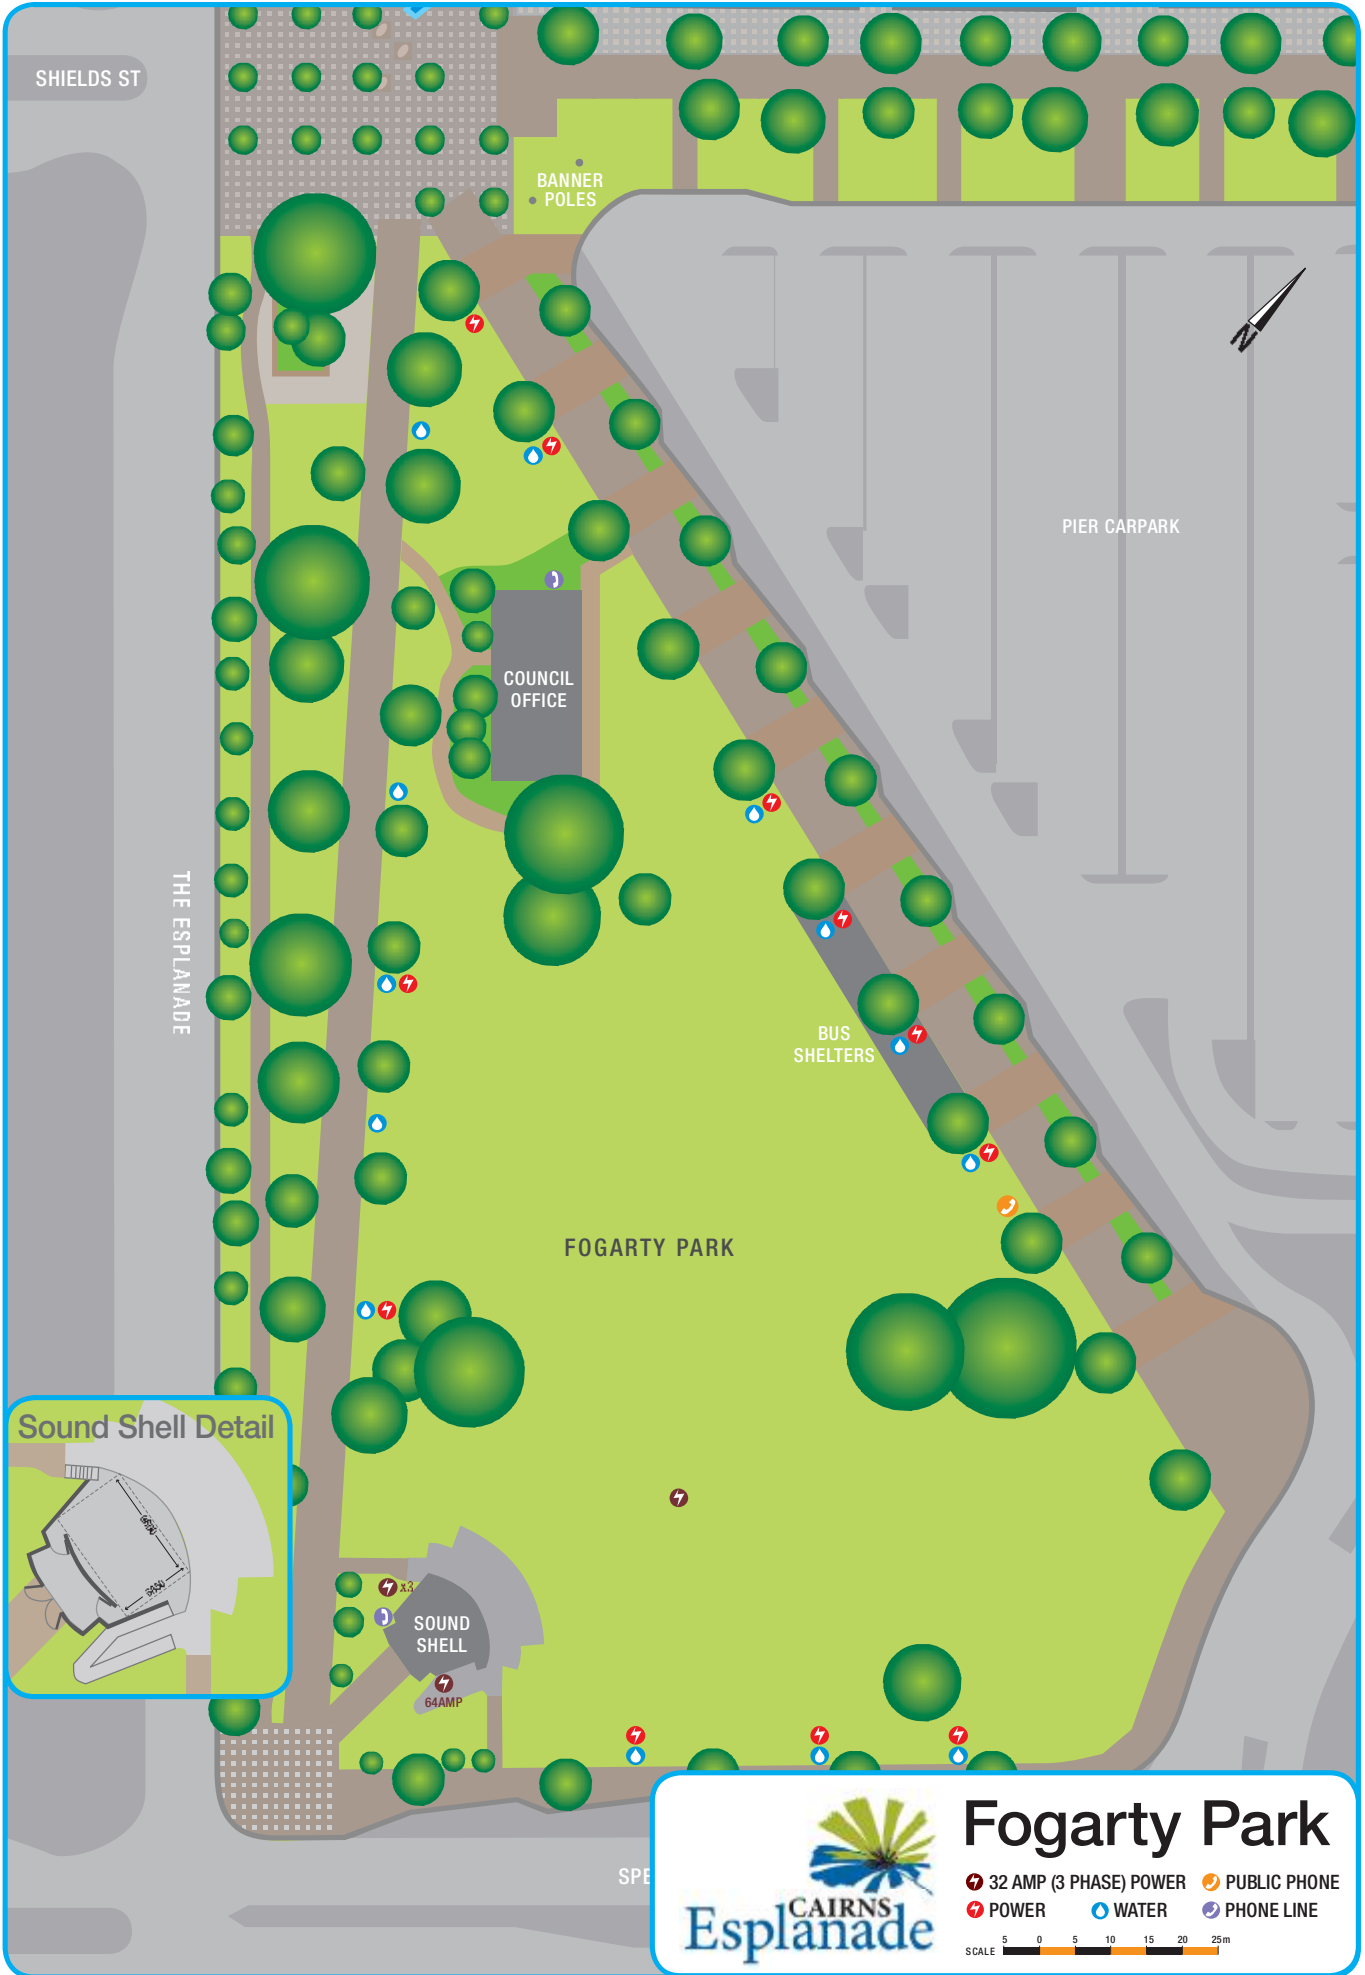 SHIELDS ST
BANNER
POLES
N
PIER CARPARK
COUNCIL
OFFICE
THE ESPLANADE
BUS
SHELTERS
FOGARTY PARK
Sound Shell Detail
x3
SOUND
SHELL
64AMP
SPE
CAIRNS
Esplanade
Fogarty Park
32 AMP (3 PHASE) POWER
PUBLIC PHONE
POWER
WATER
PHONE LINE
SCALE
5 0 5 10 15 20 25m